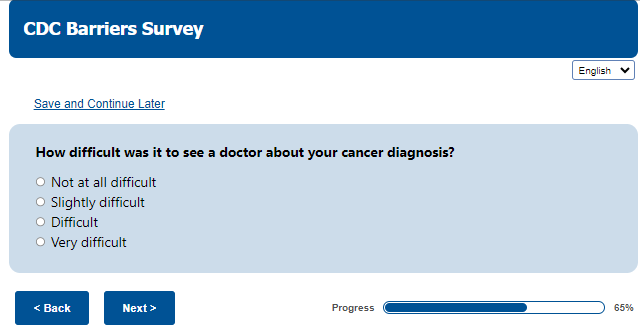 CDC Barriers Survey
English
Save and Continue Later
How difficult was it to see a doctor about your cancer diagnosis?
Not at all difficult
Slightly difficult
Difficult
Very difficult
< Back
Next >
Progress
65%